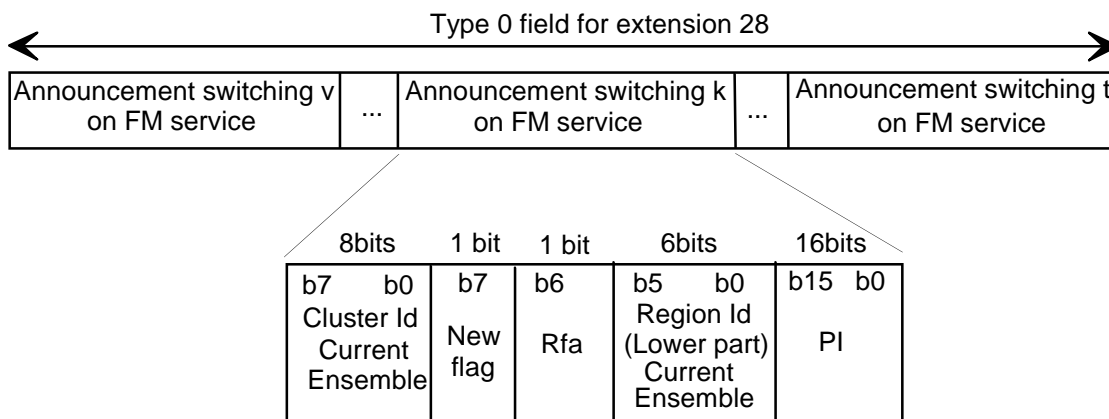 Type 0 field for extension 28
Announcement switching v
on FM service
...
Announcement switching k
on FM service
...
Announcement switching t
on FM service
8bits
1 bit
1 bit
6bits
16bits
b7 b0
Cluster Id
Current
Ensemble
b7
New
flag
b6
Rfa
b5 b0
Region Id
(Lower part)
Current
Ensemble
b15 b0
PI